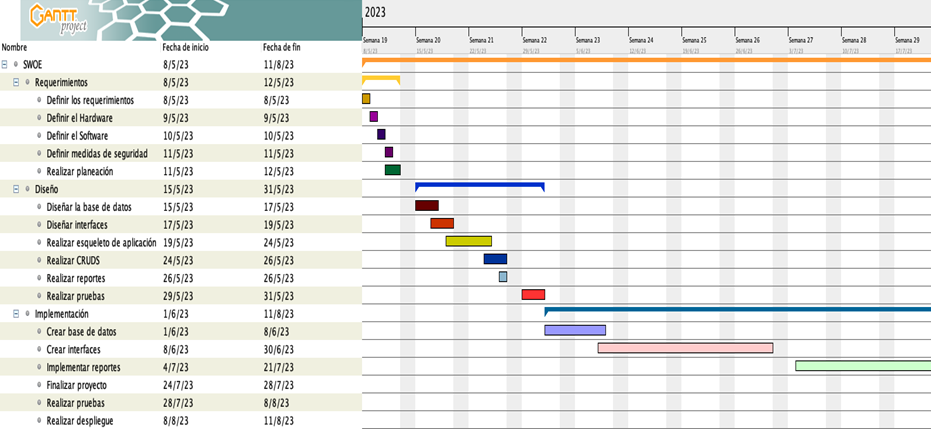 GANTT
project
2023
Nombre Fecha de inicio Fecha de fin
Semana 19 Semana 20 Semana 21 Semana 22 Semana 23 Semana 24 Semana 25 Semana 26 Semana 27 Semana 28 Semana 29
8/5/23 15/5/23 22/5/23 29/5/23 5/6/23 12/6/23 19/6/23 26/6/23 3/7/23 10/7/23 17/7/23
SWOE 8/5/23 11/8/23
Requerimientos 8/5/23 12/5/23
Definir los requerimientos 8/5/23 8/5/23
Definir el Hardware 9/5/23 9/5/23
Definir el Software 10/5/23 10/5/23
Definir medidas de seguridad 11/5/23 11/5/23
Realizar planeación 11/5/23 12/5/23
Diseño 15/5/23 31/5/23
Diseñar la base de datos 15/5/23 17/5/23
Diseñar interfaces 17/5/23 19/5/23
Realizar esqueleto de aplicación 19/5/23 24/5/23
Realizar CRUDS 24/5/23 26/5/23
Realizar reportes 26/5/23 26/5/23
Realizar pruebas 29/5/23 31/5/23
Implementación 1/6/23 11/8/23
Crear base de datos 1/6/23 8/6/23
Crear interfaces 8/6/23 30/6/23
Implementar reportes 4/7/23 21/7/23
Finalizar proyecto 24/7/23 28/7/23
Realizar pruebas 28/7/23 8/8/23
Realizar despliegue 8/8/23 11/8/23